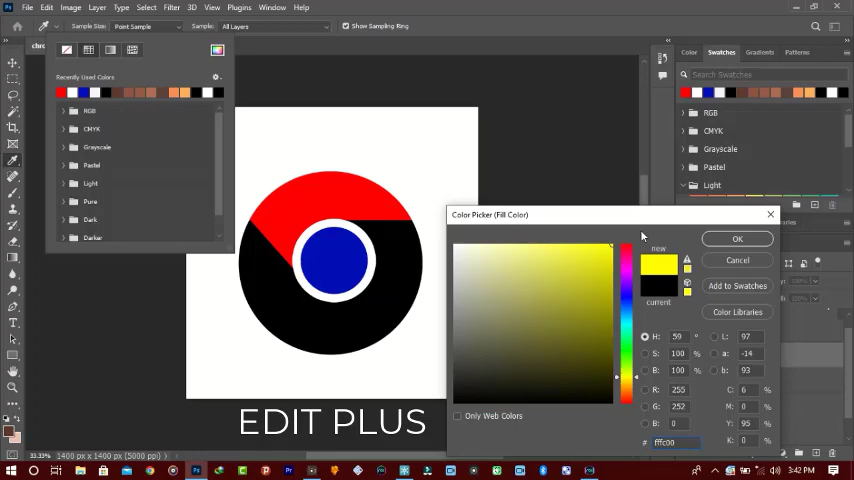 File Edit Image Layer Type Select Filter 3D View Plugins Window Help
Sample Size: Point Sample Sample: All Layers Show Sampling Ring
Recently Used Colors
RGB
CMYK
Grayscale
Pastel
Light
Pure
Dark
Darker
Color Swatches Gradients Patterns
Search Swatches
RGB
CMYK
Grayscale
Pastel
Light
Color Picker (Fill Color)
new
current
OK
Cancel
Add to Swatches
Color Libraries
H: 59 ° L: 97
S: 100 % a: -14
B: 100 % b: 93
R: 255 C: 6 %
G: 252 M: 0 %
B: 0 Y: 95 %
# fffc00 K: 0 %
Only Web Colors
EDIT PLUS
33.33% 1400 px x 1400 px (5000 ppi)
3:42 PM